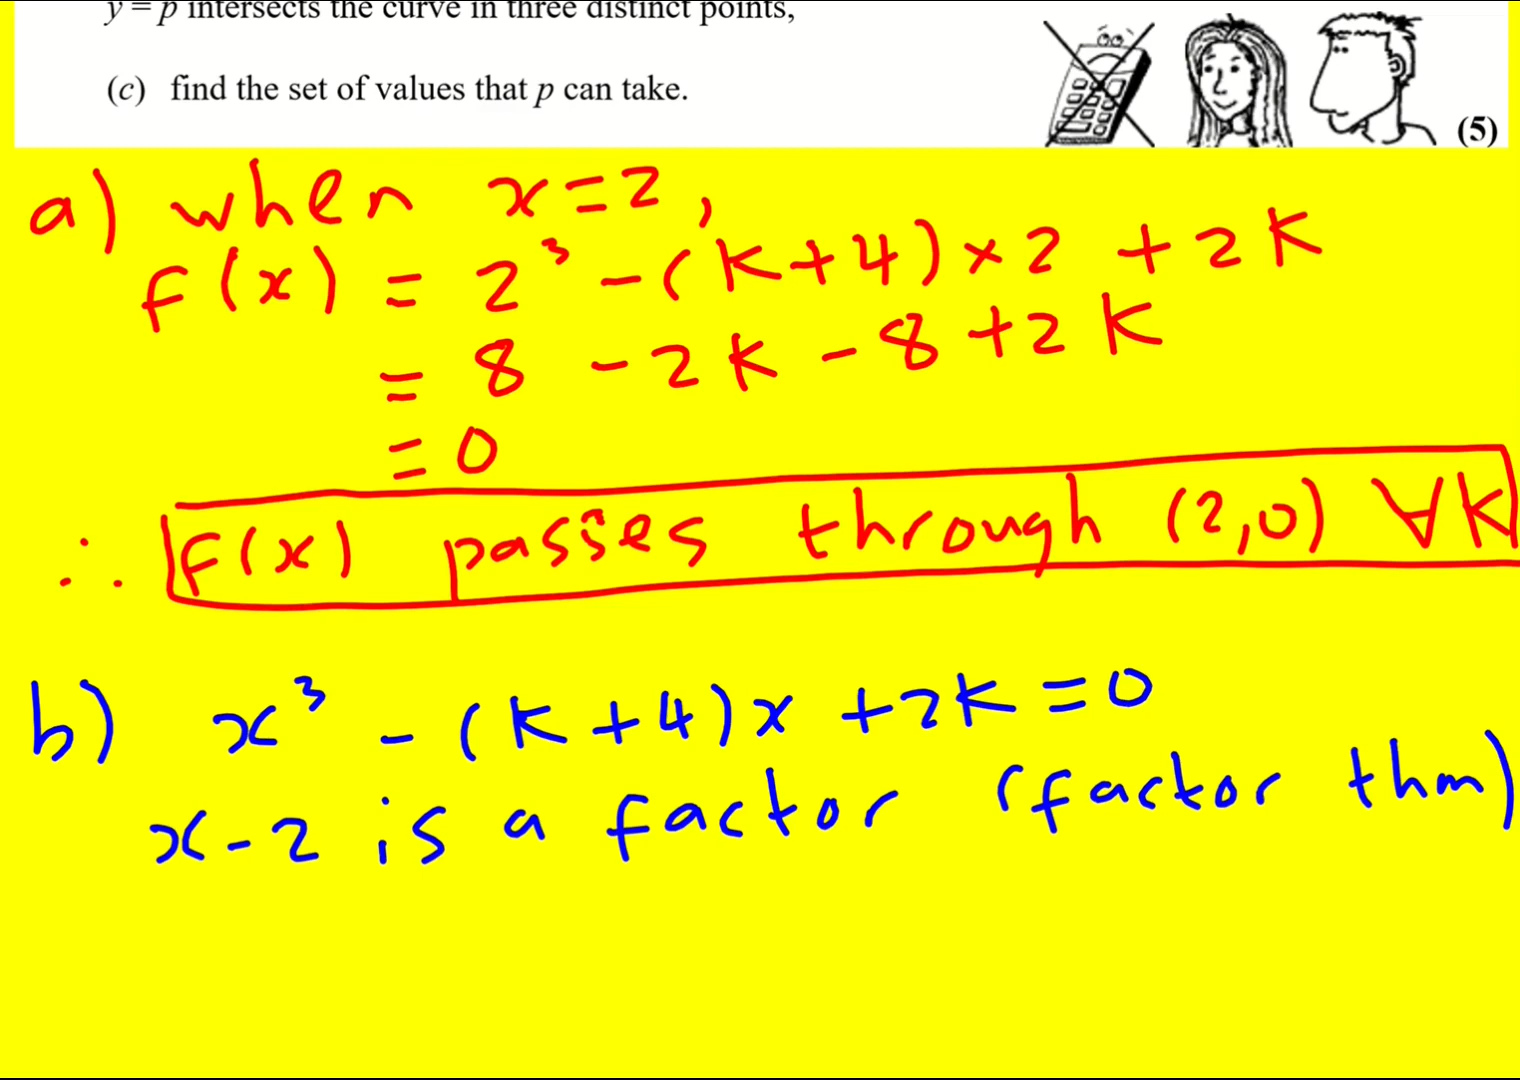 y = p intersects the curve in three distinct points,
(c) find the set of values that p can take.
(5)
a) when x=2,
f(x) = 2³ -(k+4)×2 +2k
= 8 -2k -8 +2k
=0
∴ f(x) passes through (2,0) ∀k
b) x³ -(k+4)x +2k =0
x-2 is a factor (factor thm)